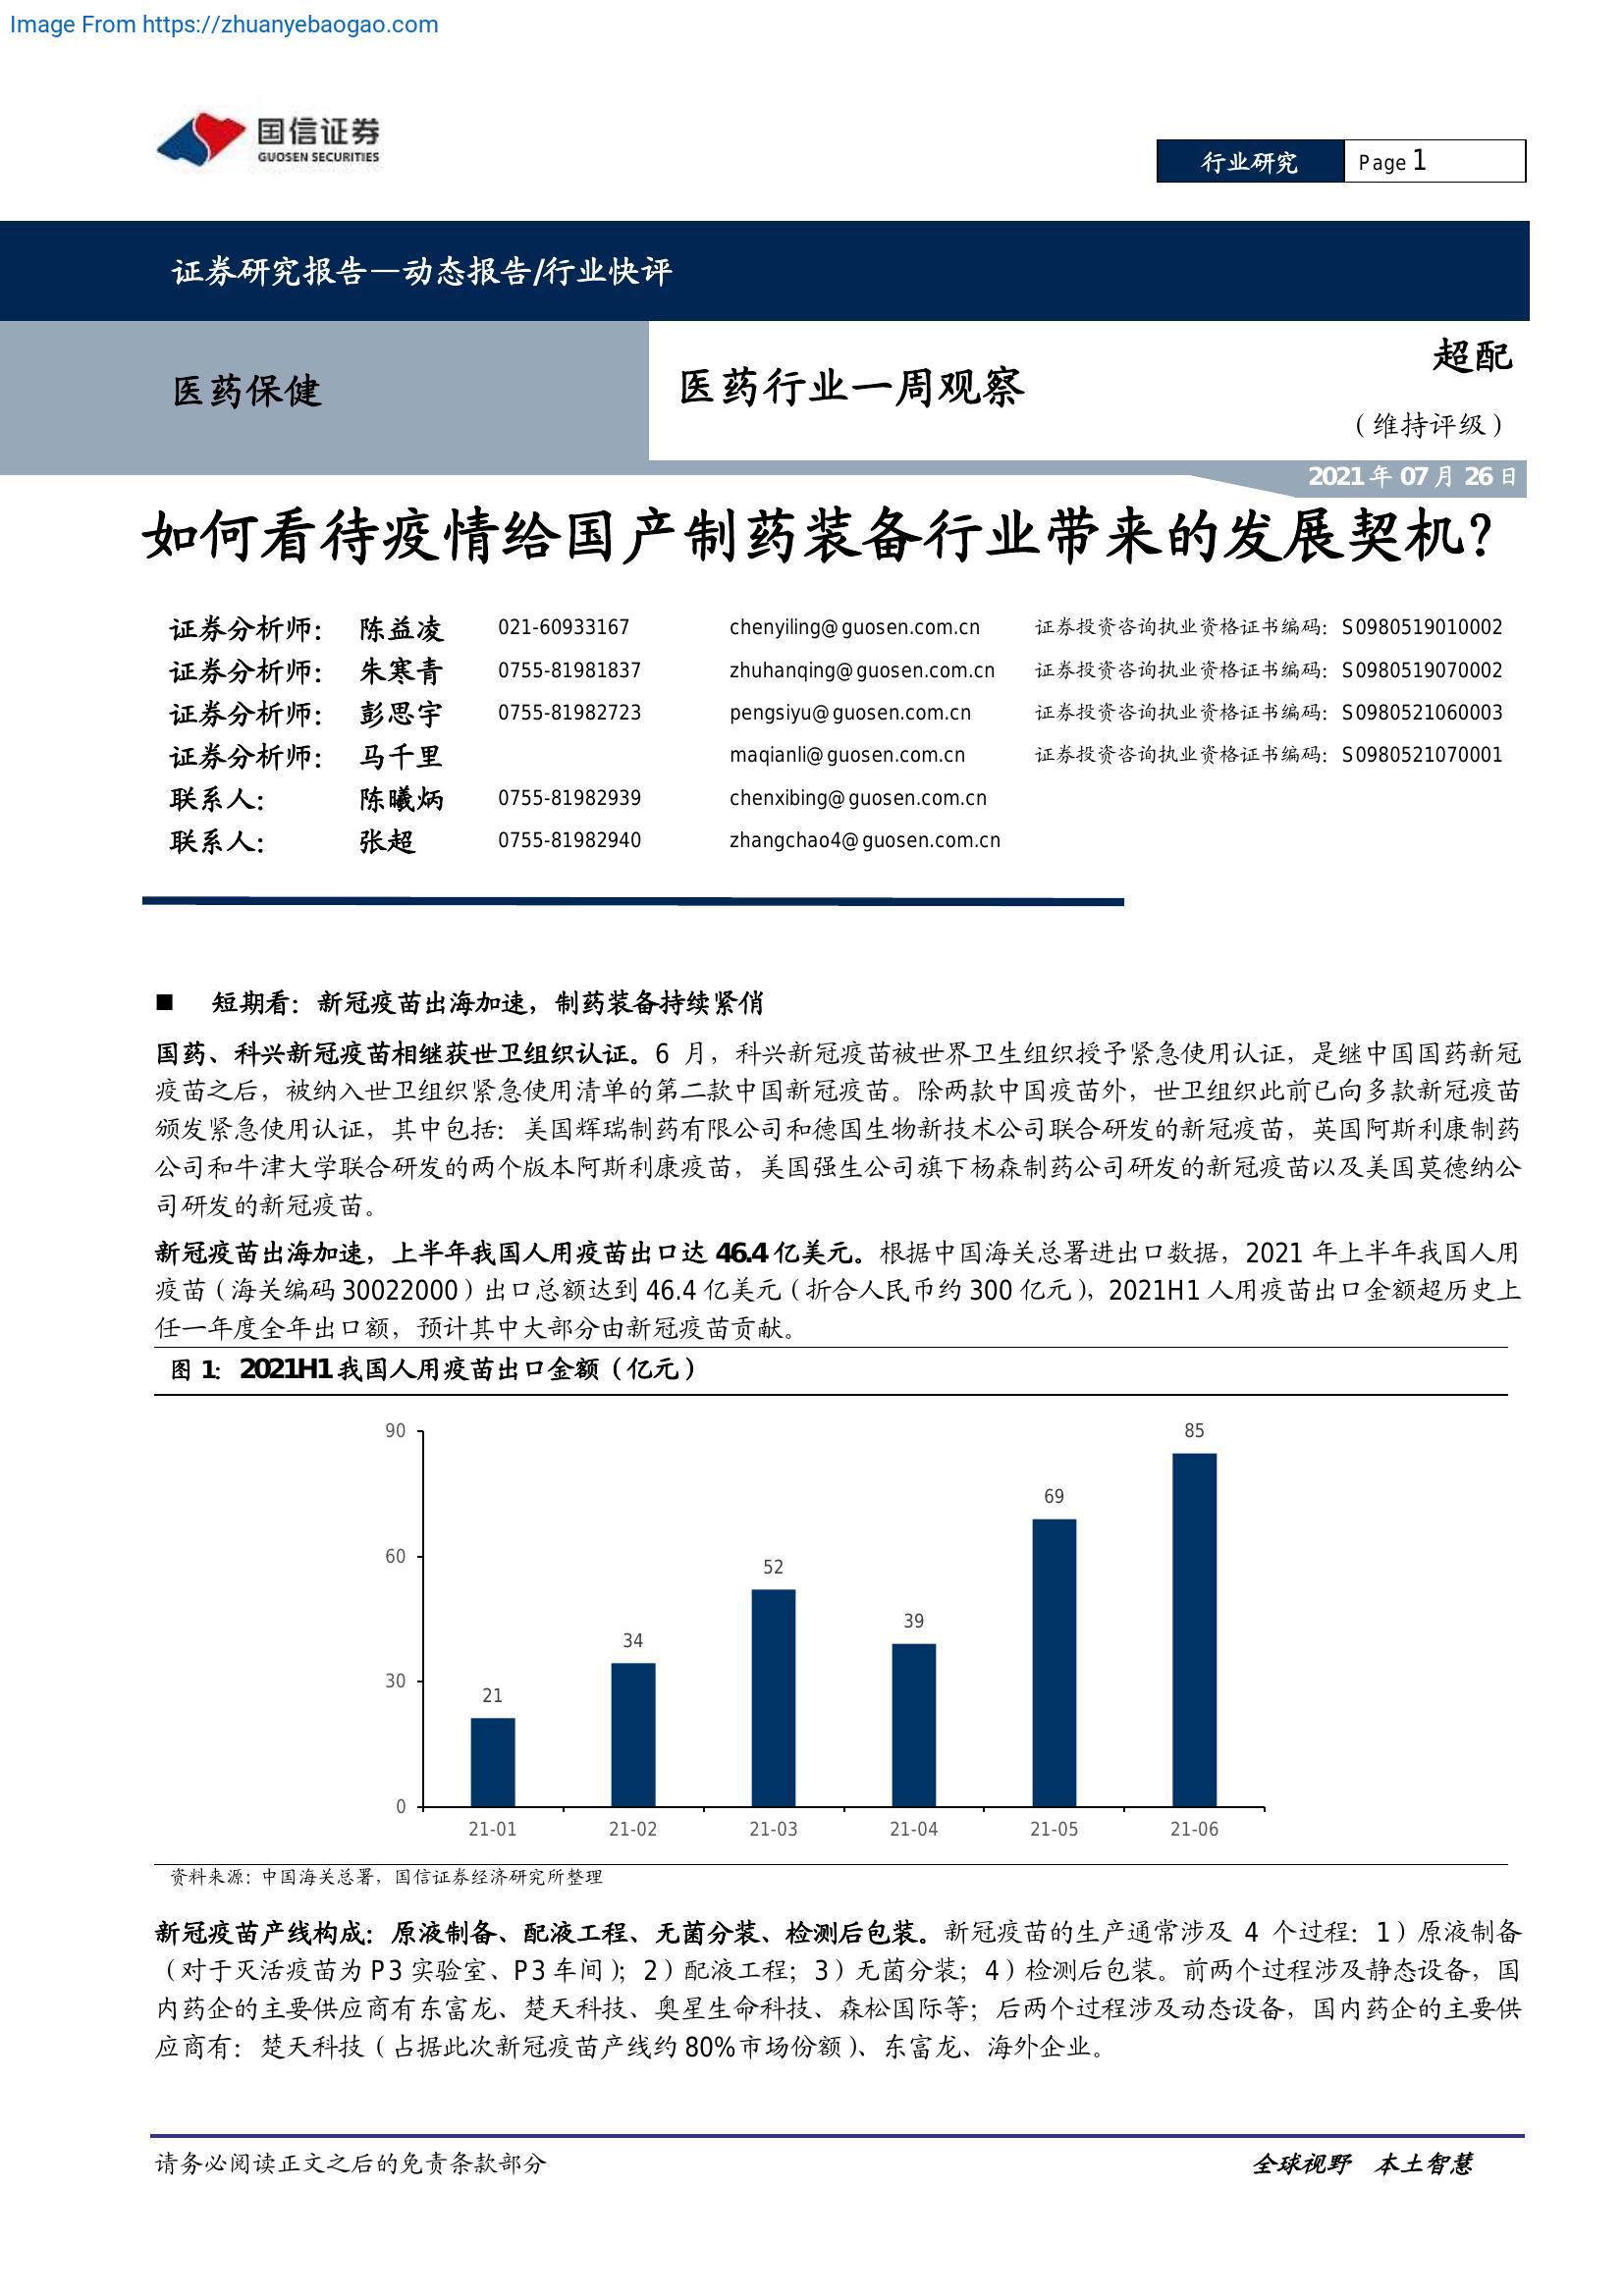 Image From https://zhuanyebaogao.com
国信证券
GUOSEN SECURITIES
行业研究
Page 1
证券研究报告—动态报告/行业快评
医药保健
医药行业一周观察
超配
（维持评级）
2021 年 07 月 26 日
如何看待疫情给国产制药装备行业带来的发展契机？
证券分析师： 陈益凌 021-60933167 chenyiling@guosen.com.cn 证券投资咨询执业资格证书编码：S0980519010002
证券分析师： 朱寒青 0755-81981837 zhuhanqing@guosen.com.cn 证券投资咨询执业资格证书编码：S0980519070002
证券分析师： 彭思宇 0755-81982723 pengsiyu@guosen.com.cn 证券投资咨询执业资格证书编码：S0980521060003
证券分析师： 马千里 maqianli@guosen.com.cn 证券投资咨询执业资格证书编码：S0980521070001
联系人： 陈曦炳 0755-81982939 chenxibing@guosen.com.cn
联系人： 张超 0755-81982940 zhangchao4@guosen.com.cn
■ 短期看：新冠疫苗出海加速，制药装备持续紧俏
国药、科兴新冠疫苗相继获世卫组织认证。6 月，科兴新冠疫苗被世界卫生组织授予紧急使用认证，是继中国国药新冠
疫苗之后，被纳入世卫组织紧急使用清单的第二款中国新冠疫苗。除两款中国疫苗外，世卫组织此前已向多款新冠疫苗
颁发紧急使用认证，其中包括：美国辉瑞制药有限公司和德国生物新技术公司联合研发的新冠疫苗，英国阿斯利康制药
公司和牛津大学联合研发的两个版本阿斯利康疫苗，美国强生公司旗下杨森制药公司研发的新冠疫苗以及美国莫德纳公
司研发的新冠疫苗。
新冠疫苗出海加速，上半年我国人用疫苗出口达 46.4 亿美元。根据中国海关总署进出口数据，2021 年上半年我国人用
疫苗（海关编码 30022000）出口总额达到 46.4 亿美元（折合人民币约 300 亿元），2021H1 人用疫苗出口金额超历史上
任一年度全年出口额，预计其中大部分由新冠疫苗贡献。
图 1：2021H1 我国人用疫苗出口金额（亿元）
90
60
30
0
21
34
52
39
69
85
21-01
21-02
21-03
21-04
21-05
21-06
资料来源：中国海关总署，国信证券经济研究所整理
新冠疫苗产线构成：原液制备、配液工程、无菌分装、检测后包装。新冠疫苗的生产通常涉及 4 个过程：1）原液制备
（对于灭活疫苗为 P3 实验室、P3 车间）；2）配液工程；3）无菌分装；4）检测后包装。前两个过程涉及静态设备，国
内药企的主要供应商有东富龙、楚天科技、奥星生命科技、森松国际等；后两个过程涉及动态设备，国内药企的主要供
应商有：楚天科技（占据此次新冠疫苗产线约 80%市场份额）、东富龙、海外企业。
请务必阅读正文之后的免责条款部分
全球视野 本土智慧